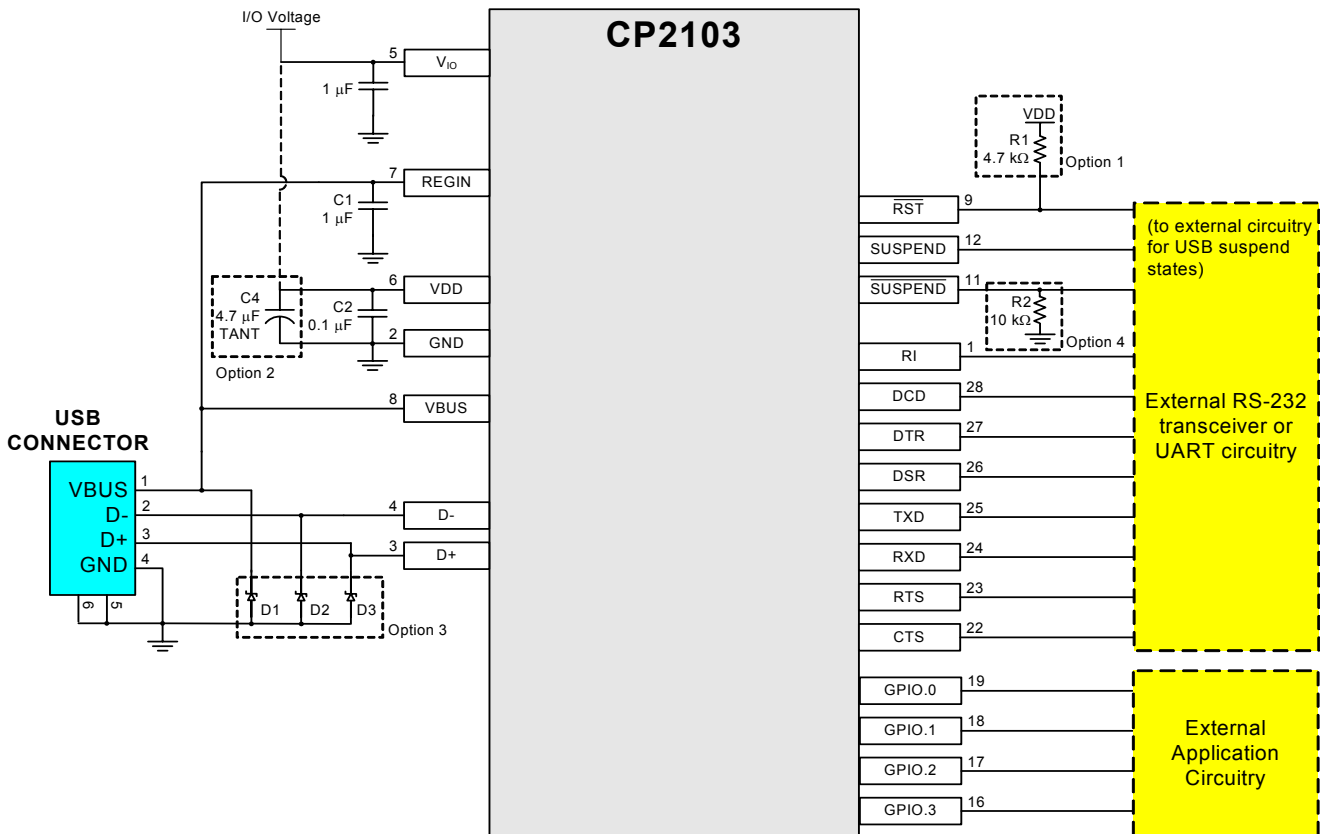 I/O Voltage
CP2103
5
VIO
1 μF
7
REGIN
C1
1 μF
6
VDD
C4
4.7 μF
TANT
C2
0.1 μF
2
GND
Option 2
8
VBUS
USB
CONNECTOR
VBUS
1
D-
2
D+
3
GND
4
6
5
4
D-
3
D+
D1
D2
D3
Option 3
VDD
R1
4.7 kΩ
Option 1
RST
9
SUSPEND
12
SUSPEND
11
R2
10 kΩ
Option 4
RI
1
DCD
28
DTR
27
DSR
26
TXD
25
RXD
24
RTS
23
CTS
22
(to external circuitry
for USB suspend
states)
External RS-232
transceiver or
UART circuitry
GPIO.0
19
GPIO.1
18
GPIO.2
17
GPIO.3
16
External
Application
Circuitry